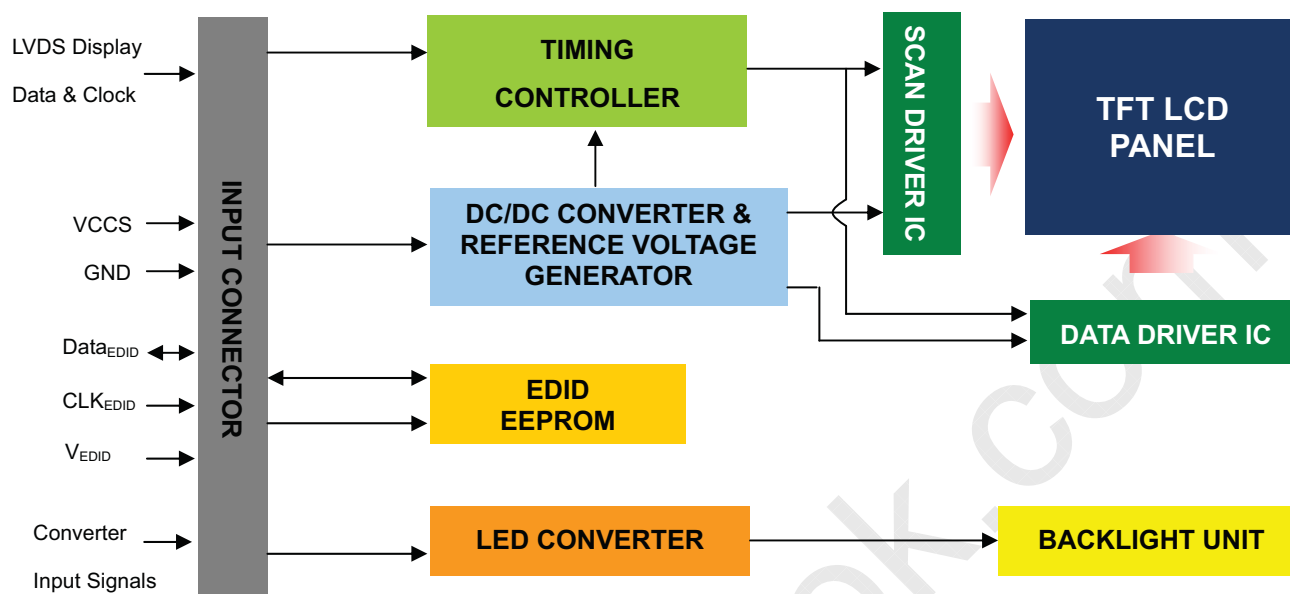 LVDS Display
Data & Clock
VCCS
GND
DataEDID
CLKEDID
VEDID
Converter
Input Signals
INPUT CONNECTOR
TIMING
CONTROLLER
DC/DC CONVERTER &
REFERENCE VOLTAGE
GENERATOR
EDID
EEPROM
LED CONVERTER
SCAN DRIVER IC
TFT LCD
PANEL
DATA DRIVER IC
BACKLIGHT UNIT